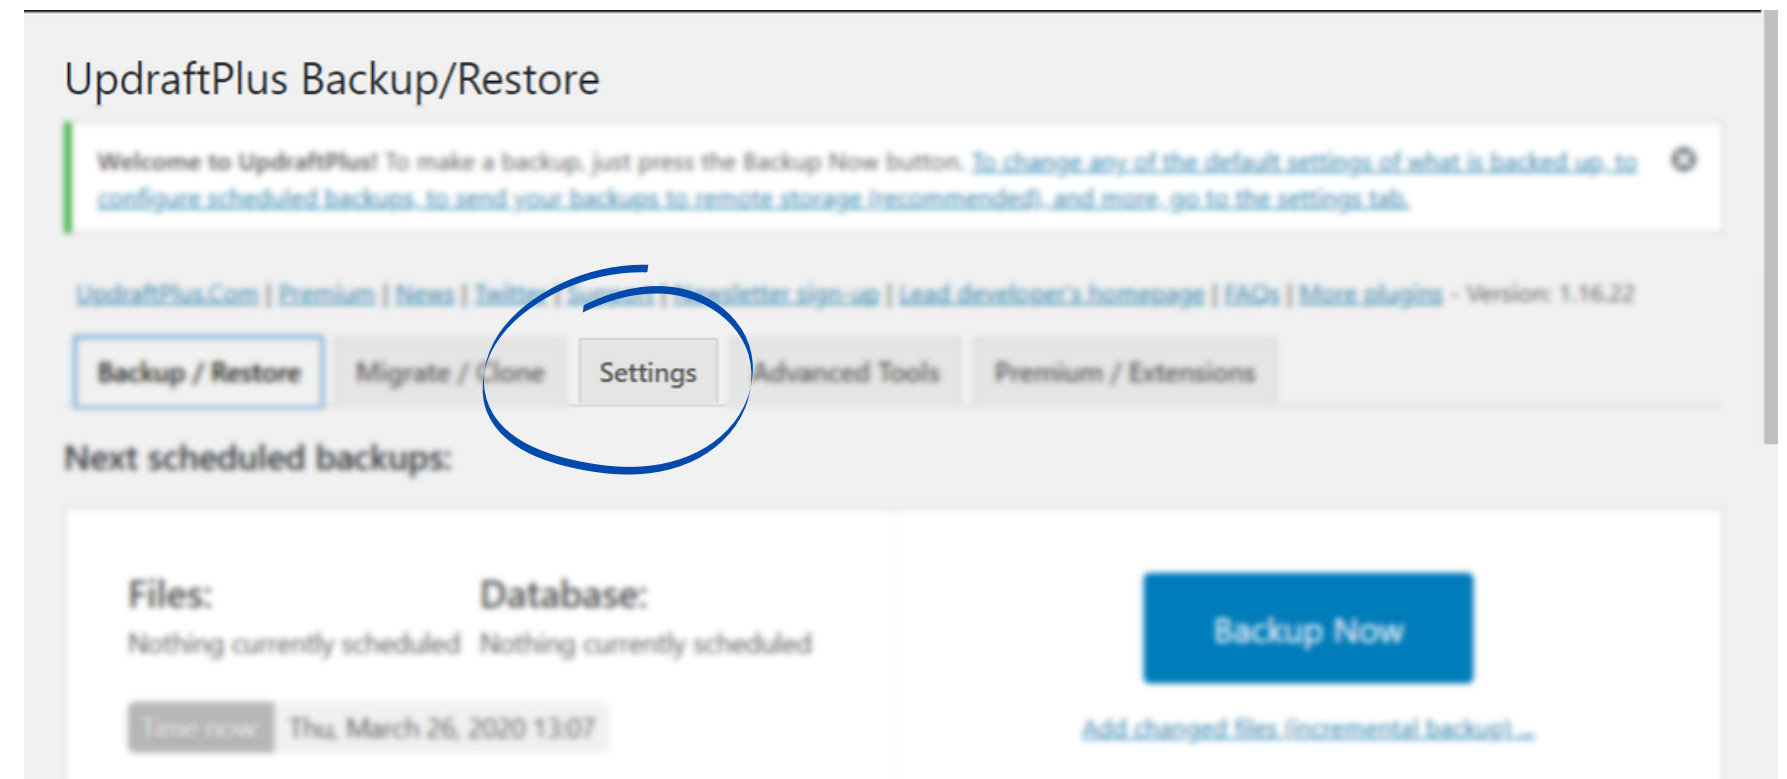 UpdraftPlus Backup/Restore
Welcome to UpdraftPlus! To make a backup, just press the Backup Now button. To change any of the default settings of what is backed up, to
configure scheduled backups, to send your backups to remote storage (recommended), and more, go to the settings tab.
UpdraftPlus.Com | Premium | News | Twitter | Support | Newsletter sign-up | Lead developer's homepage | FAQs | More plugins - Version: 1.16.22
Backup / Restore Migrate / Clone Settings Advanced Tools Premium / Extensions
Next scheduled backups:
Files: Database:
Nothing currently scheduled Nothing currently scheduled
Backup Now
Time now: Thu, March 26, 2020 13:07
Add changed files (incremental backup) ...